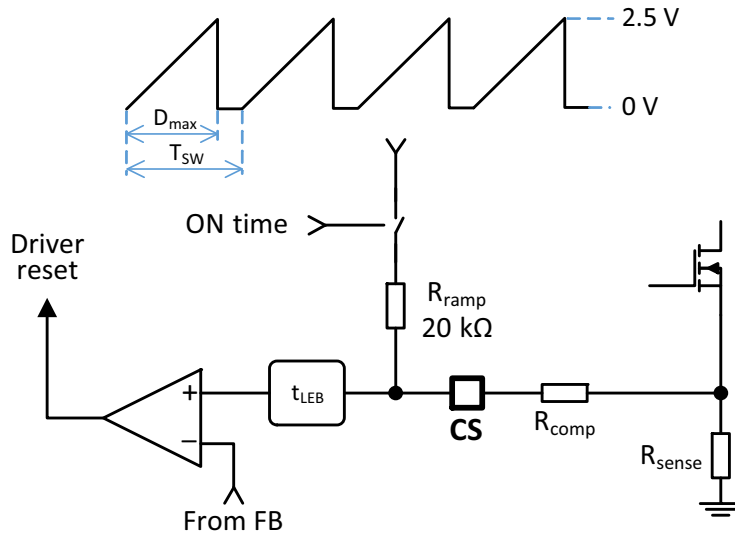 2.5 V
0 V
Dmax
TSW
ON time
Driver
reset
Rramp
20 kΩ
+
tLEB
−
CS
Rcomp
Rsense
From FB